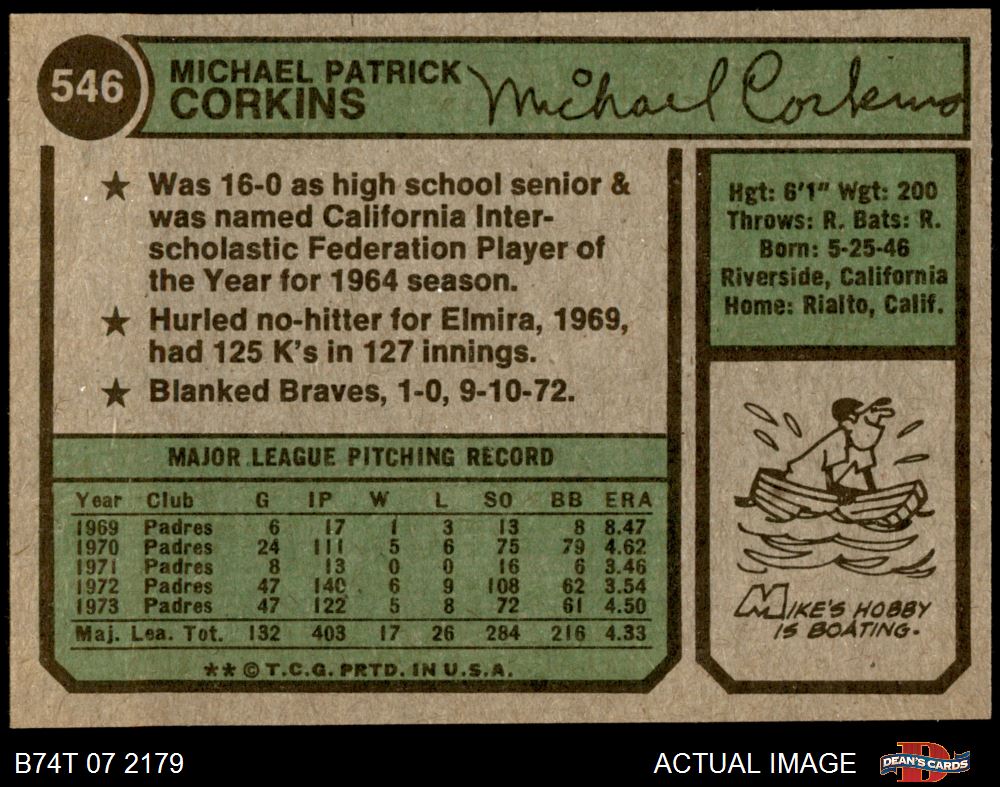 546
MICHAEL PATRICK
CORKINS
Michael Corkins
★ Was 16-0 as high school senior &
was named California Inter-
scholastic Federation Player of
the Year for 1964 season.
★ Hurled no-hitter for Elmira, 1969,
had 125 K's in 127 innings.
★ Blanked Braves, 1-0, 9-10-72.
Hgt: 6'1" Wgt: 200
Throws: R. Bats: R.
Born: 5-25-46
Riverside, California
Home: Rialto, Calif.
MAJOR LEAGUE PITCHING RECORD
Year Club G IP W L SO BB ERA
1969 Padres 6 17 1 3 13 8 8.47
1970 Padres 24 111 5 6 75 79 4.62
1971 Padres 8 13 0 0 16 6 3.46
1972 Padres 47 140 6 9 108 62 3.54
1973 Padres 47 122 5 8 72 61 4.50
Maj. Lea. Tot. 132 403 17 26 284 216 4.33
** © T.C.G. PRTD. IN U.S.A.
MIKE'S HOBBY
IS BOATING.
B74T 07 2179
ACTUAL IMAGE
D
DEAN'S CARDS